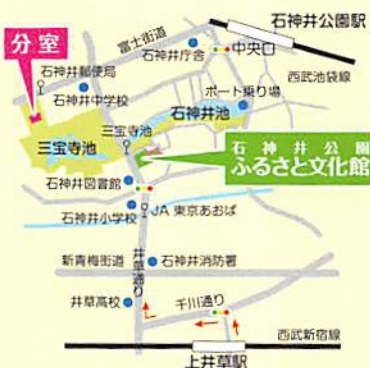 石神井公園駅
分室
富士街道
石神井庁舎
中央口
石神井郵便局
西武池袋線
石神井中学校
ボート乗り場
石神井池
三宝寺池
三宝寺池
石神井公園
ふるさと文化館
石神井図書館
石神井小学校
JA 東京あおば
井草通り
新青梅街道
石神井消防署
井草高校
千川通り
西武新宿線
上井草駅